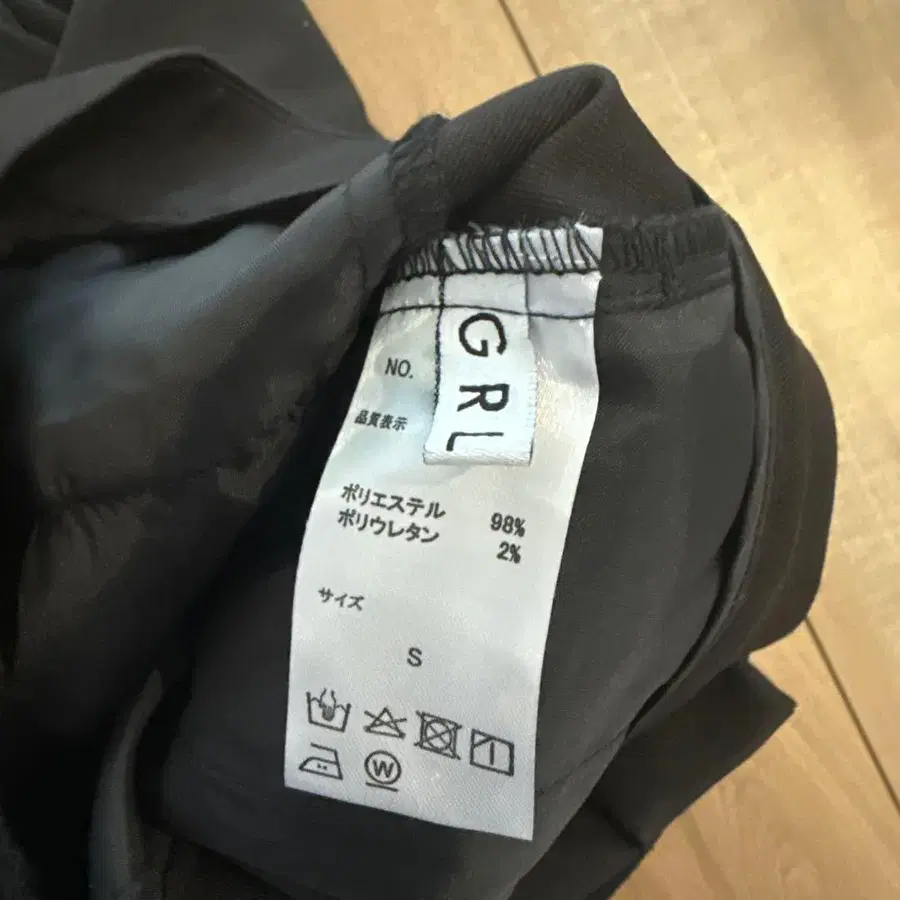 GRL
NO.
品質表示
ポリエステル 98%
ポリウレタン 2%
サイズ
S
W